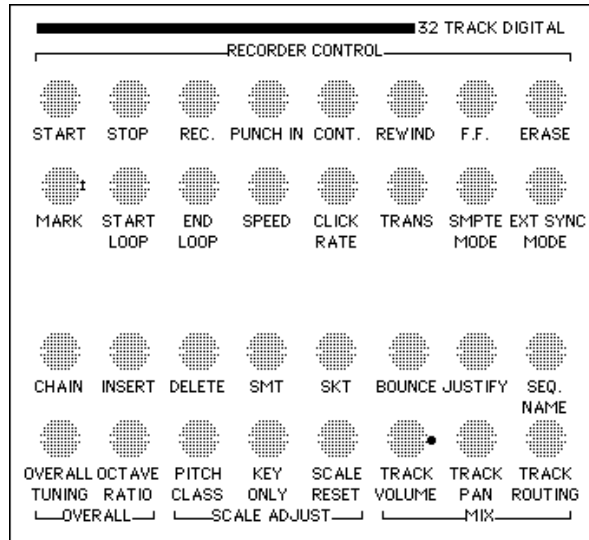 32 TRACK DIGITAL
RECORDER CONTROL
START STOP REC. PUNCH IN CONT. REWIND F.F. ERASE
MARK START END SPEED CLICK TRANS SMPTE EXT SYNC
LOOP LOOP RATE MODE MODE
CHAIN INSERT DELETE SMT SKT BOUNCE JUSTIFY SEQ.
NAME
OVERALL OCTAVE PITCH KEY SCALE TRACK TRACK TRACK
TUNING RATIO CLASS ONLY RESET VOLUME PAN ROUTING
OVERALL SCALE ADJUST MIX